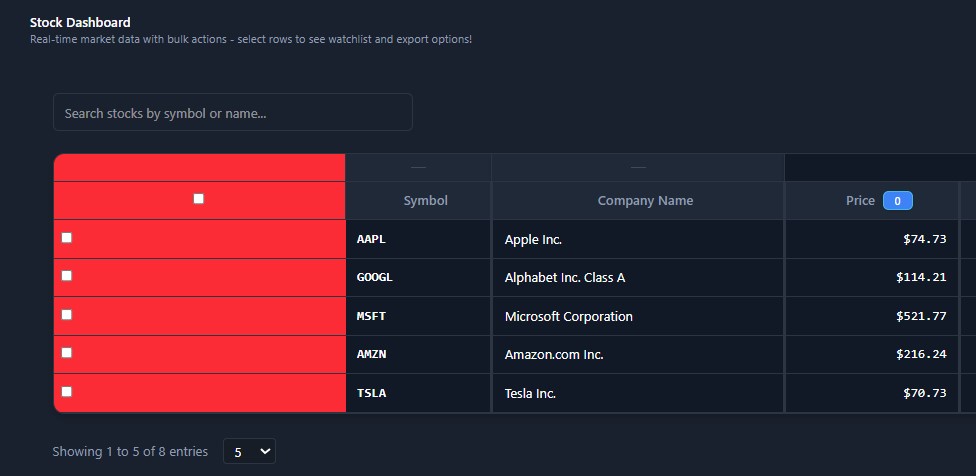 Stock Dashboard
Real-time market data with bulk actions - select rows to see watchlist and export options!
Search stocks by symbol or name...
— —
Symbol Company Name Price 0
AAPL Apple Inc. $74.73
GOOGL Alphabet Inc. Class A $114.21
MSFT Microsoft Corporation $521.77
AMZN Amazon.com Inc. $216.24
TSLA Tesla Inc. $70.73
Showing 1 to 5 of 8 entries 5